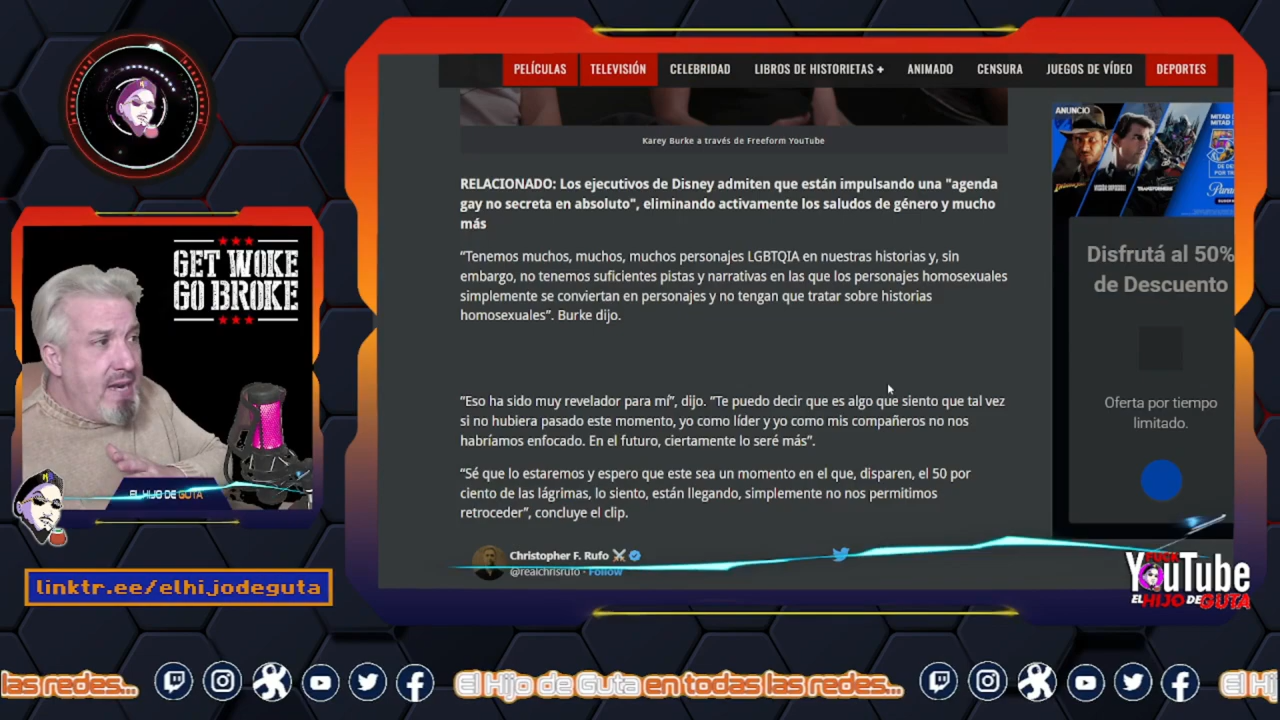 PELÍCULAS
TELEVISIÓN
CELEBRIDAD
LIBROS DE HISTORIETAS +
ANIMADO
CENSURA
JUEGOS DE VÍDEO
DEPORTES
Karey Burke a través de Freeform YouTube
RELACIONADO: Los ejecutivos de Disney admiten que están impulsando una "agenda
gay no secreta en absoluto", eliminando activamente los saludos de género y mucho
más
“Tenemos muchos, muchos, muchos personajes LGBTQIA en nuestras historias y, sin
embargo, no tenemos suficientes pistas y narrativas en las que los personajes homosexuales
simplemente se conviertan en personajes y no tengan que tratar sobre historias
homosexuales”. Burke dijo.
“Eso ha sido muy revelador para mí”, dijo. “Te puedo decir que es algo que siento que tal vez
si no hubiera pasado este momento, yo como líder y yo como mis compañeros no nos
habríamos enfocado. En el futuro, ciertamente lo seré más”.
“Sé que lo estaremos y espero que este sea un momento en el que, disparen, el 50 por
ciento de las lágrimas, lo siento, están llegando, simplemente no nos permitimos
retroceder”, concluye el clip.
Christopher F. Rufo
@realchrisrufo · Follow
ANUNCIO
MITAD
MITAD
Disfrutá al 50%
de Descuento
Oferta por tiempo
limitado.
GET WOKE
GO BROKE
EL HIJO DE GUTA
linktr.ee/elhijodeguta
YouTube
EL HIJO DE GUTA
las redes...
El Hijo de Guta en todas las redes...
El Hi